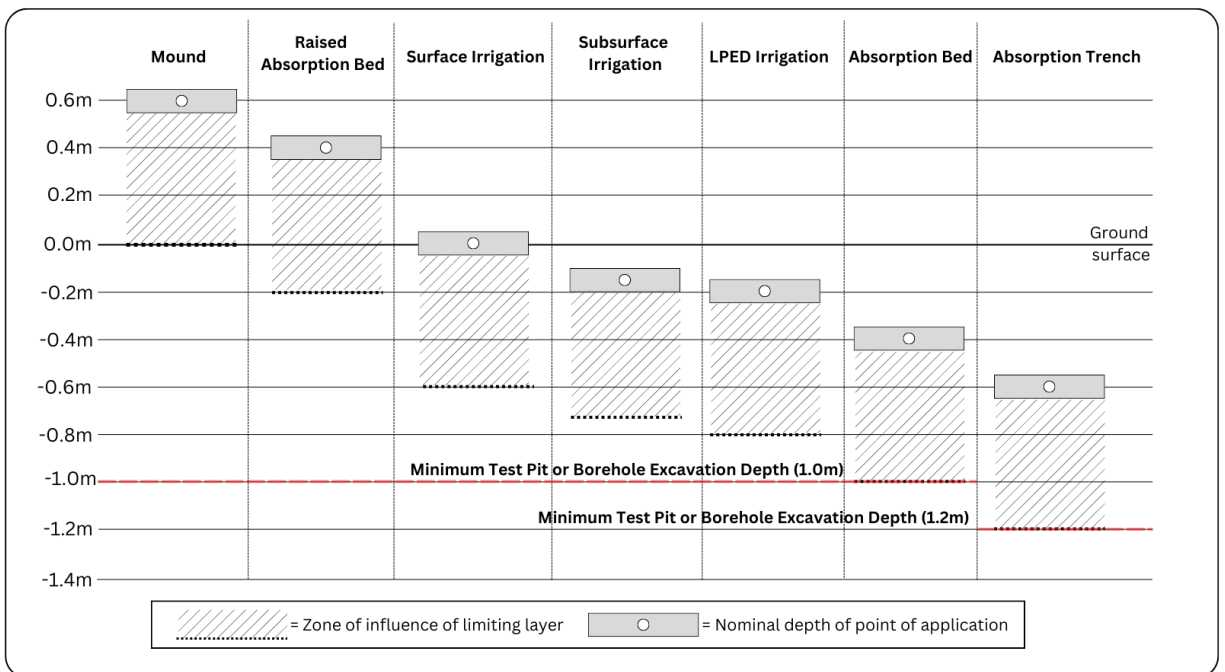 Mound
Raised
Absorption Bed
Surface Irrigation
Subsurface
Irrigation
LPED Irrigation
Absorption Bed
Absorption Trench
0.6m
0.4m
0.2m
0.0m
Ground
surface
-0.2m
-0.4m
-0.6m
-0.8m
Minimum Test Pit or Borehole Excavation Depth (1.0m)
-1.0m
Minimum Test Pit or Borehole Excavation Depth (1.2m)
-1.2m
-1.4m
= Zone of influence of limiting layer
= Nominal depth of point of application